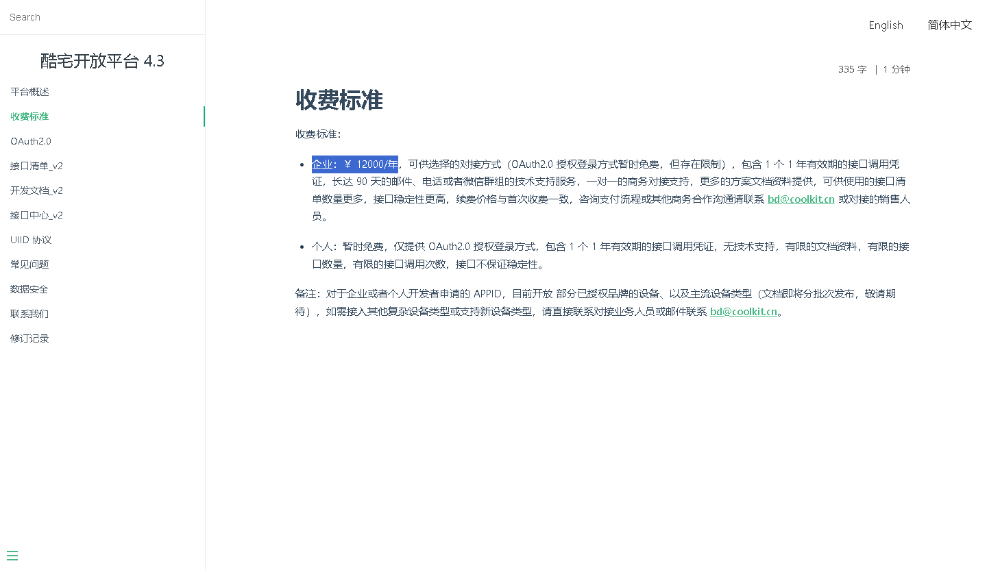 Search
酷宅开放平台 4.3
平台概述
收费标准
OAuth2.0
接口清单_v2
开发文档_v2
接口中心_v2
UIID 协议
常见问题
数据安全
联系我们
修订记录
English 简体中文
335 字 | 1 分钟
收费标准
收费标准：
企业：￥ 12000/年，可供选择的对接方式（OAuth2.0 授权登录方式暂时免费，但存在限制），包含 1 个 1 年有效期的接口调用凭
证，长达 90 天的邮件、电话或者微信群组的技术支持服务，一对一的商务对接支持，更多的方案文档资料提供，可供使用的接口清
单数量更多，接口稳定性更高，续费价格与首次收费一致，咨询支付流程或其他商务合作沟通请联系 bd@coolkit.cn 或对接的销售人
员。
个人：暂时免费，仅提供 OAuth2.0 授权登录方式，包含 1 个 1 年有效期的接口调用凭证，无技术支持，有限的文档资料，有限的接
口数量，有限的接口调用次数，接口不保证稳定性。
备注：对于企业或者个人开发者申请的 APPID，目前开放 部分已授权品牌的设备、以及主流设备类型（文档即将分批次发布，敬请期
待），如需接入其他复杂设备类型或支持新设备类型，请直接联系对接业务人员或邮件联系 bd@coolkit.cn。